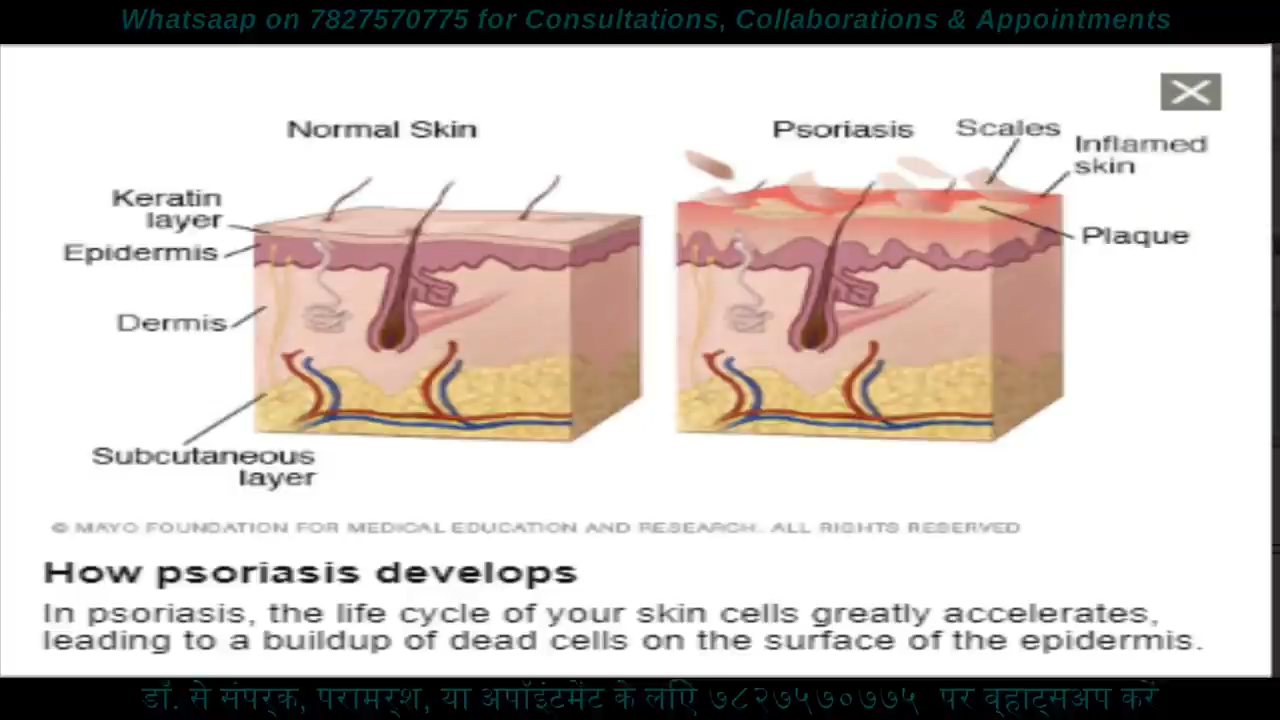 Whatsaap on 7827570775 for Consultations, Collaborations & Appointments
Normal Skin
Keratin
layer
Epidermis
Dermis
Subcutaneous
layer
Psoriasis
Scales
Inflamed
skin
Plaque
© MAYO FOUNDATION FOR MEDICAL EDUCATION AND RESEARCH. ALL RIGHTS RESERVED
How psoriasis develops
In psoriasis, the life cycle of your skin cells greatly accelerates,
leading to a buildup of dead cells on the surface of the epidermis.
डॉ. से संपर्क, परामर्श, या अपॉइंटमेंट के लिए ७८२७५७०७७५ पर व्हाट्सअप करें